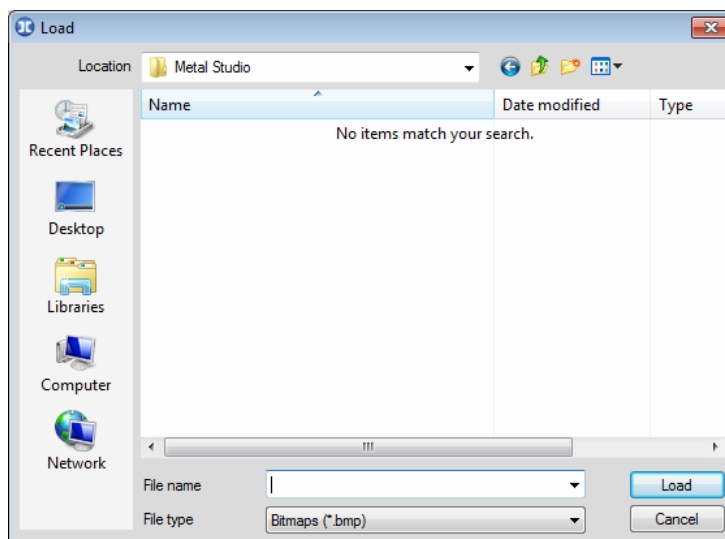 Load
Location Metal Studio
Name Date modified Type
No items match your search.
Recent Places
Desktop
Libraries
Computer
Network
File name Load
File type Bitmaps (*.bmp) Cancel